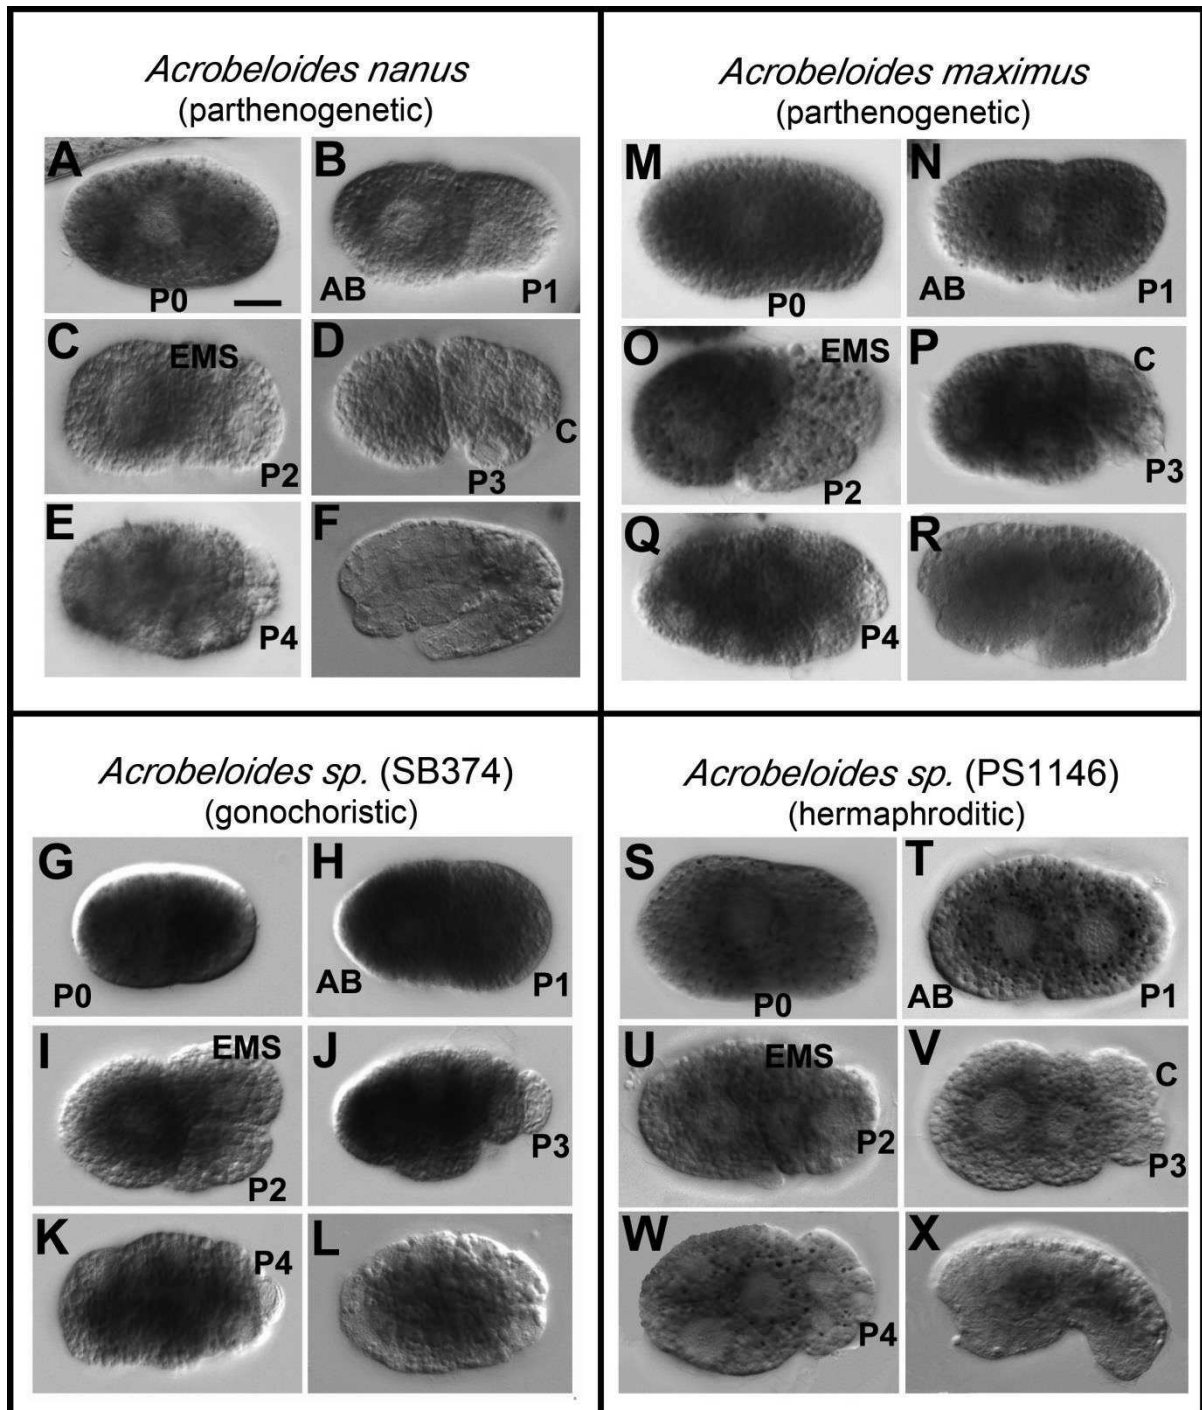 Acrobeloides nanus
(parthenogenetic)
A
B
P0
AB
P1
C
EMS
D
P2
P3
C
E
F
P4
Acrobeloides maximus
(parthenogenetic)
M
N
P0
AB
P1
O
EMS
P
C
P2
P3
Q
R
P4
Acrobeloides sp. (SB374)
(gonochoristic)
G
H
P0
AB
P1
I
EMS
J
P2
P3
K
P4
L
Acrobeloides sp. (PS1146)
(hermaphroditic)
S
T
P0
AB
P1
U
EMS
V
C
P2
P3
W
X
P4